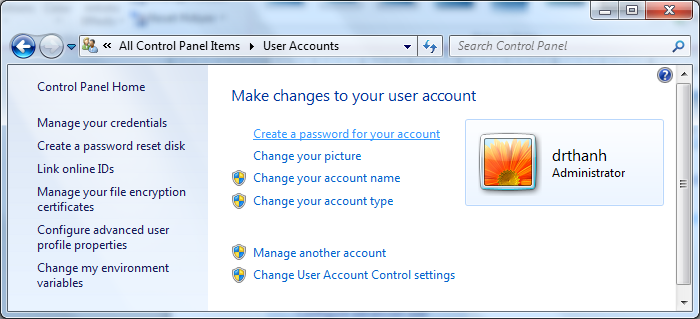 All Control Panel Items
User Accounts
Search Control Panel
Control Panel Home
Manage your credentials
Create a password reset disk
Link online IDs
Manage your file encryption
certificates
Configure advanced user
profile properties
Change my environment
variables
Make changes to your user account
Create a password for your account
Change your picture
Change your account name
Change your account type
Manage another account
Change User Account Control settings
drthanh
Administrator